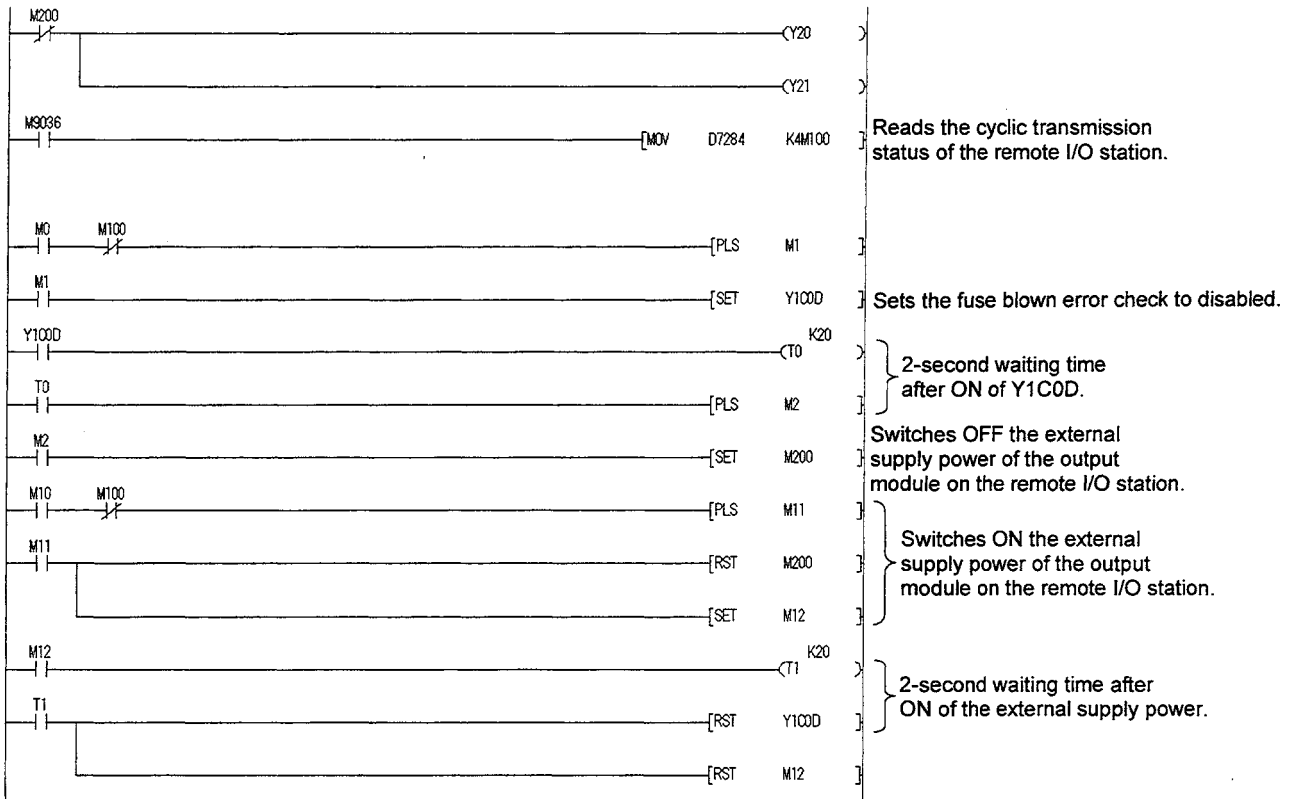 M200
(Y20 )
(Y21 )
M9036
[MOV D7284 K4M100 ]
Reads the cyclic transmission
status of the remote I/O station.
M0 M100
[PLS M1 ]
M1
[SET Y1C0D ]
Sets the fuse blown error check to disabled.
Y1C0D K20
(T0 )
2-second waiting time
after ON of Y1C0D.
T0
[PLS M2 ]
M2
[SET M200 ]
Switches OFF the external
supply power of the output
module on the remote I/O station.
M10 M100
[PLS M11 ]
M11
[RST M200 ]
[SET M12 ]
Switches ON the external
supply power of the output
module on the remote I/O station.
M12 K20
(T1 )
T1
[RST Y1C0D ]
2-second waiting time after
ON of the external supply power.
[RST M12 ]